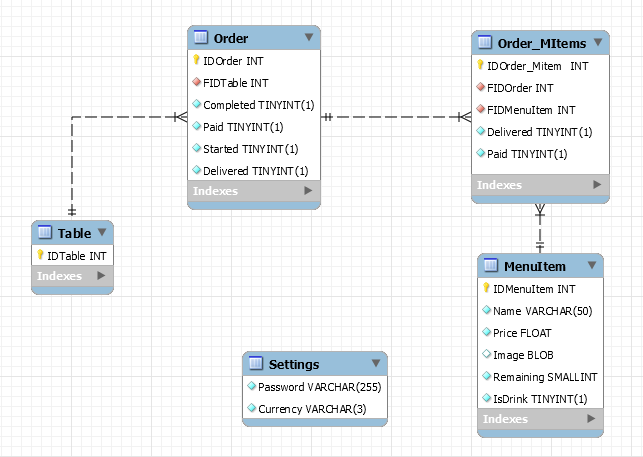 Order
IDOrder INT
FIDTable INT
Completed TINYINT(1)
Paid TINYINT(1)
Started TINYINT(1)
Delivered TINYINT(1)
Indexes
Order_MItems
IDOrder_Mitem INT
FIDOrder INT
FIDMenuItem INT
Delivered TINYINT(1)
Paid TINYINT(1)
Indexes
Table
IDTable INT
Indexes
MenuItem
IDMenuItem INT
Name VARCHAR(50)
Price FLOAT
Image BLOB
Remaining SMALLINT
IsDrink TINYINT(1)
Indexes
Settings
Password VARCHAR(255)
Currency VARCHAR(3)